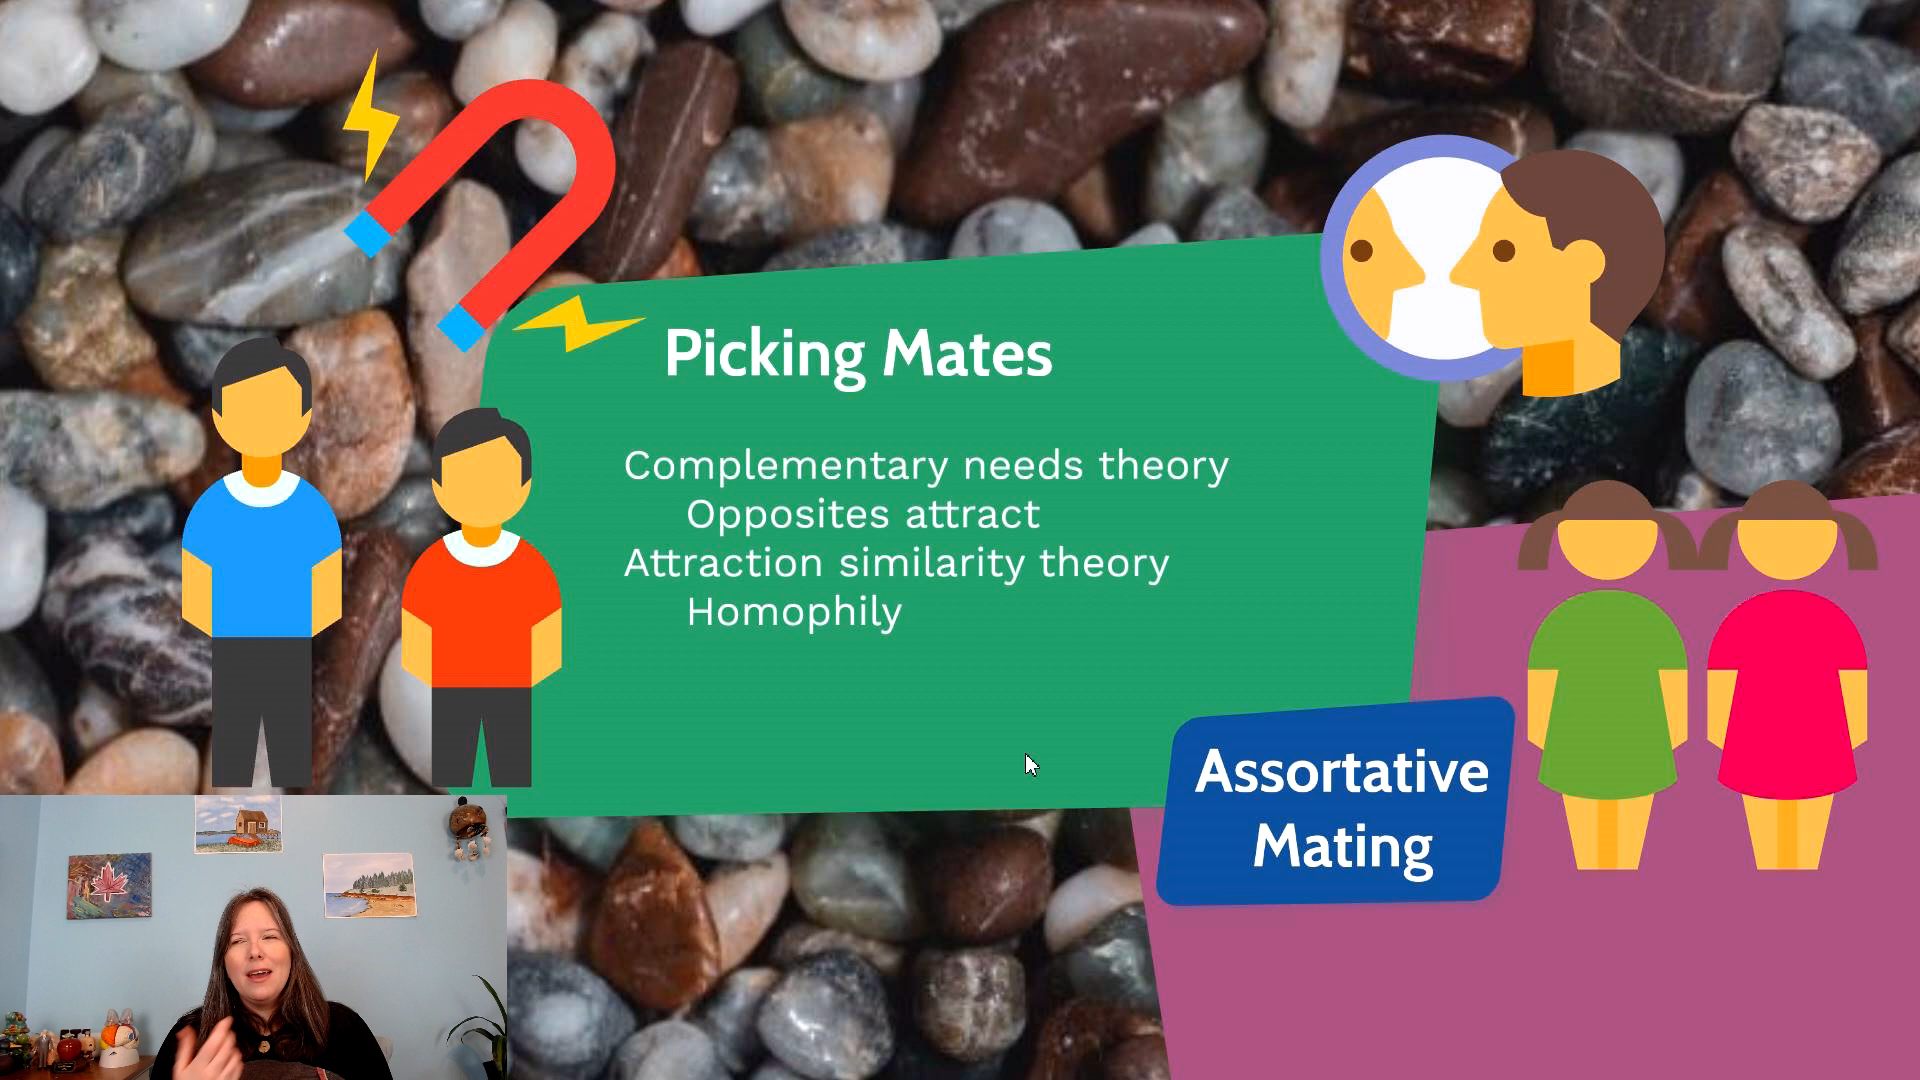 Picking Mates
Complementary needs theory
Opposites attract
Attraction similarity theory
Homophily
Assortative
Mating